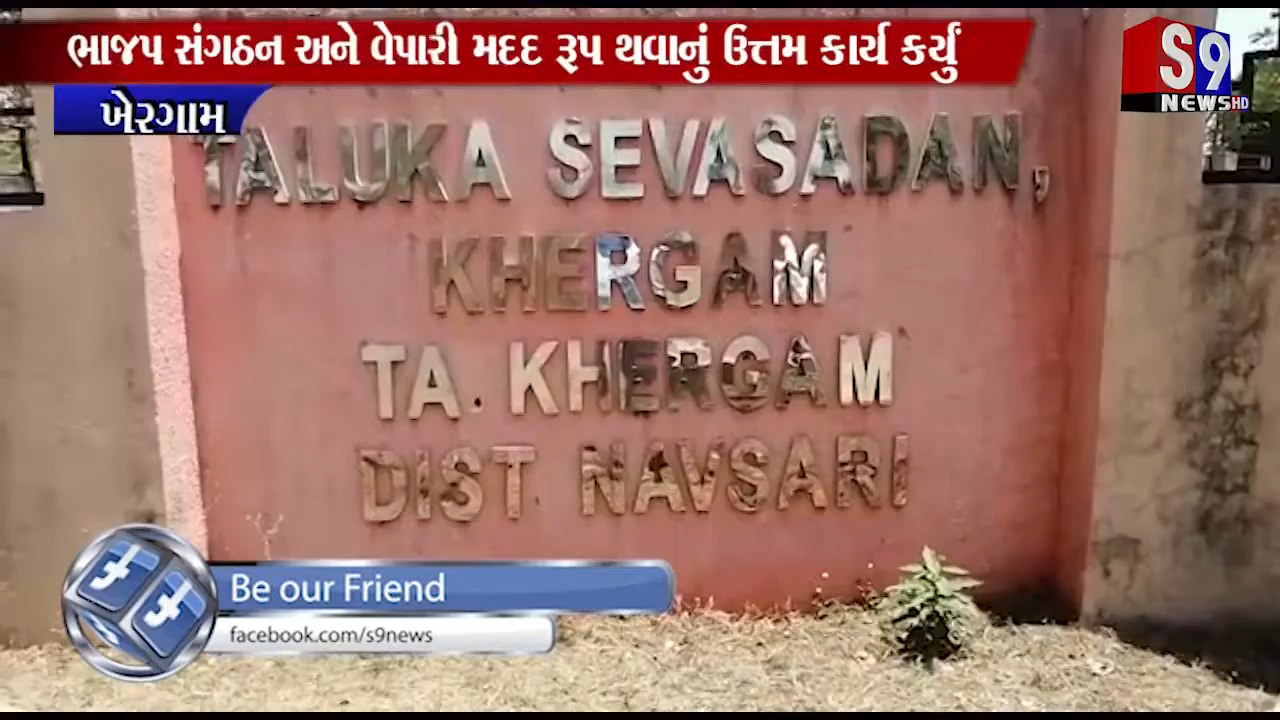 ભાજપ સંગઠન અને વેપારી મદદ રૂપ થવાનું ઉત્તમ કાર્ય કર્યું
S9
NEWS HD
ખેરગામ
TALUKA SEVASADAN,
KHERGAM
TA. KHERGAM
DIST NAVSARI
Be our Friend
facebook.com/s9news